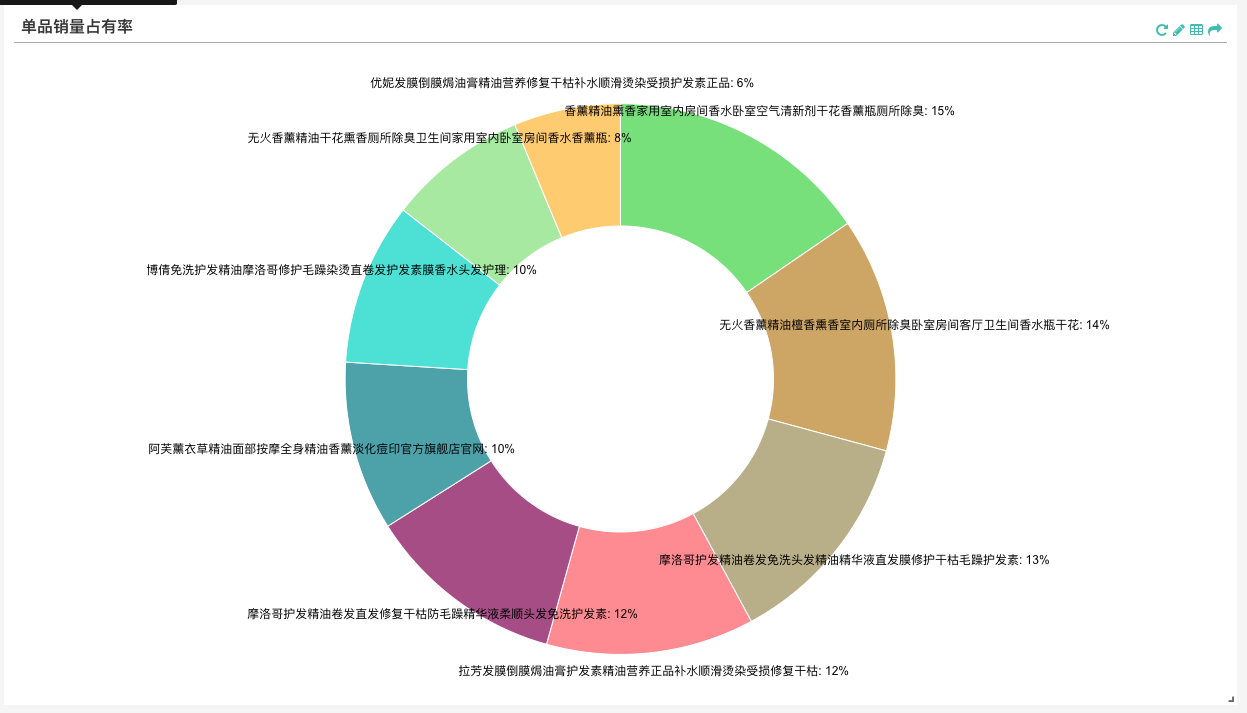 单品销量占有率
优妮发膜倒膜焗油膏精油营养修复干枯补水顺滑烫染受损护发素正品: 6%
香薰精油熏香家用室内房间香水卧室空气清新剂干花香薰瓶厕所除臭: 15%
无火香薰精油干花熏香厕所除臭卫生间家用室内卧室房间香水香薰瓶: 8%
博倩免洗护发精油摩洛哥修护毛躁染烫直卷发护发素膜香水头发护理: 10%
无火香薰精油檀香熏香室内厕所除臭卧室房间客厅卫生间香水瓶干花: 14%
阿芙薰衣草精油面部按摩全身精油香薰淡化痘印官方旗舰店官网: 10%
摩洛哥护发精油卷发免洗头发精油精华液直发膜修护干枯毛躁护发素: 13%
摩洛哥护发精油卷发直发修复干枯防毛躁精华液柔顺头发免洗护发素: 12%
拉芳发膜倒膜焗油膏护发素精油营养正品补水顺滑烫染受损修复干枯: 12%